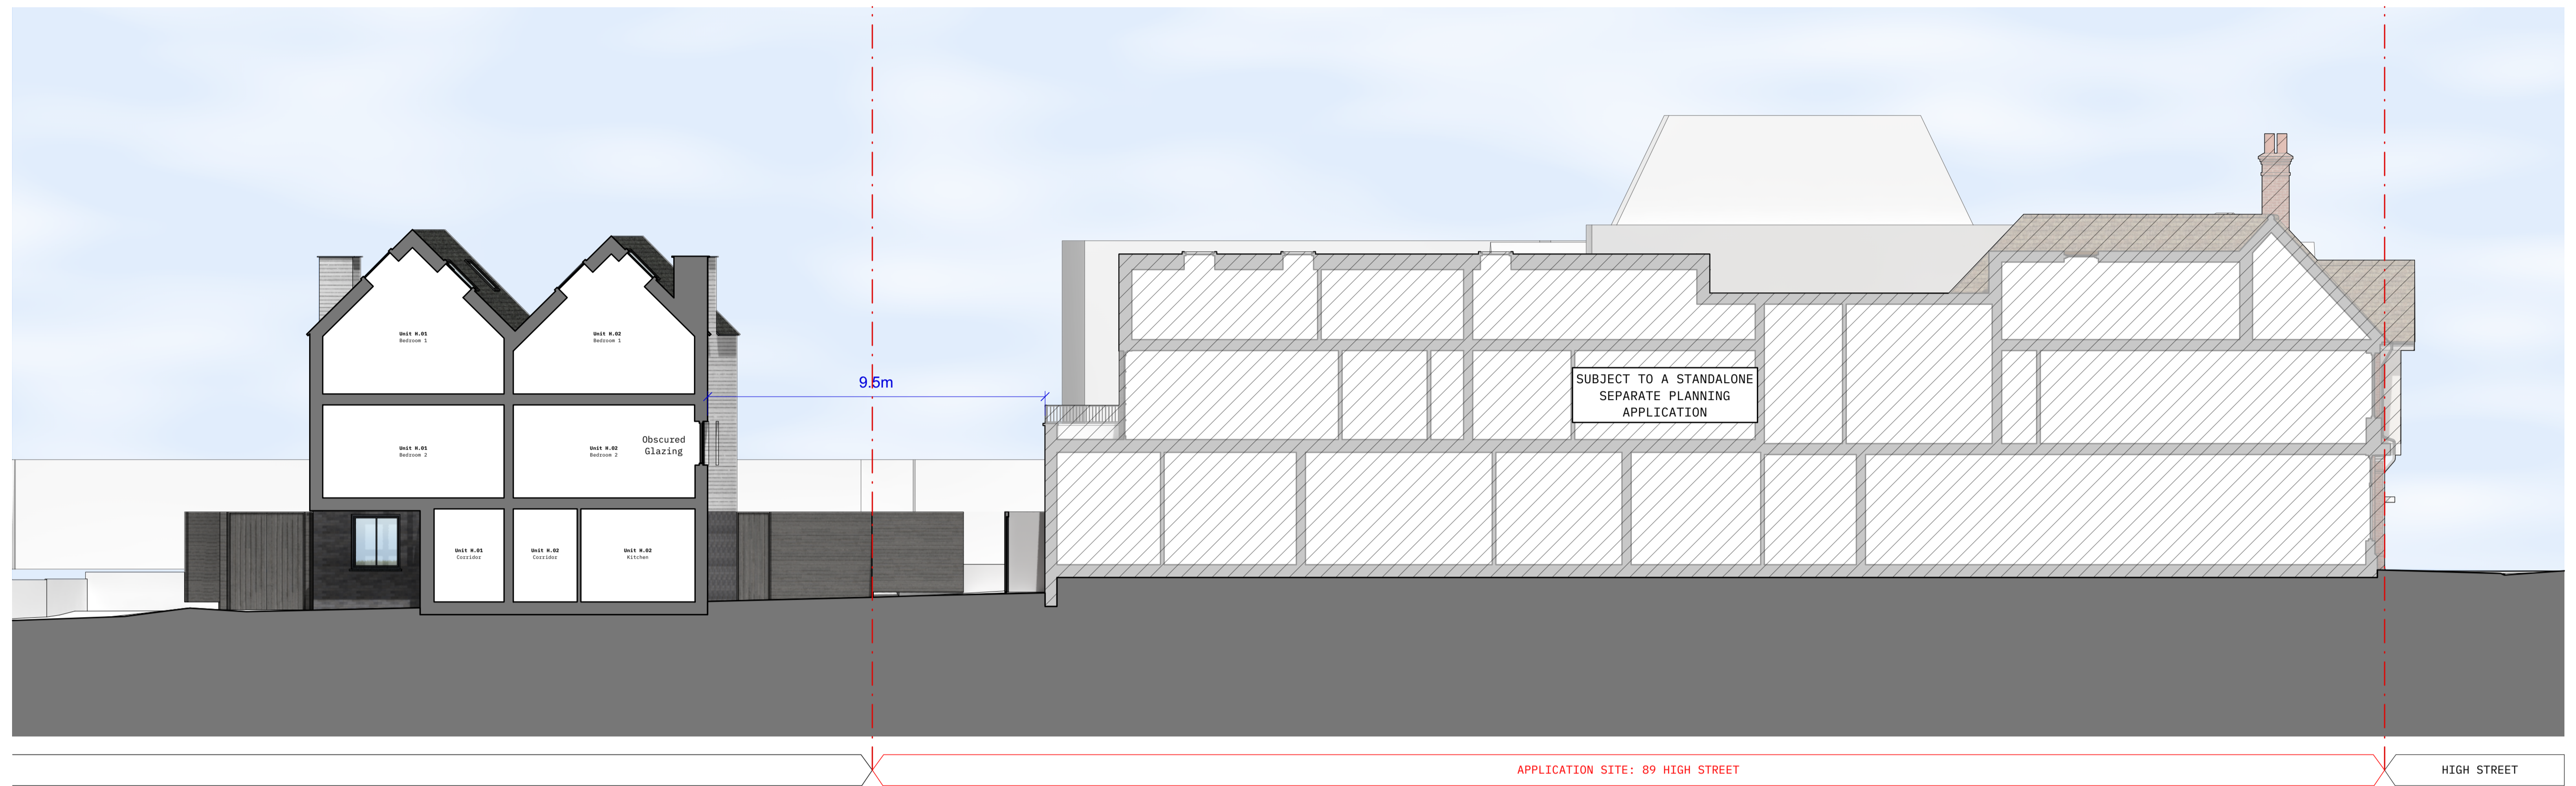 9.5m
Unit H.01
Bedroom 1
Unit H.02
Bedroom 1
SUBJECT TO A STANDALONE
SEPARATE PLANNING
APPLICATION
Unit H.01
Bedroom 2
Unit H.02
Bedroom 2
Obscured
Glazing
Unit H.01
Corridor
Unit H.02
Corridor
Unit H.02
Kitchen
APPLICATION SITE: 89 HIGH STREET
HIGH STREET